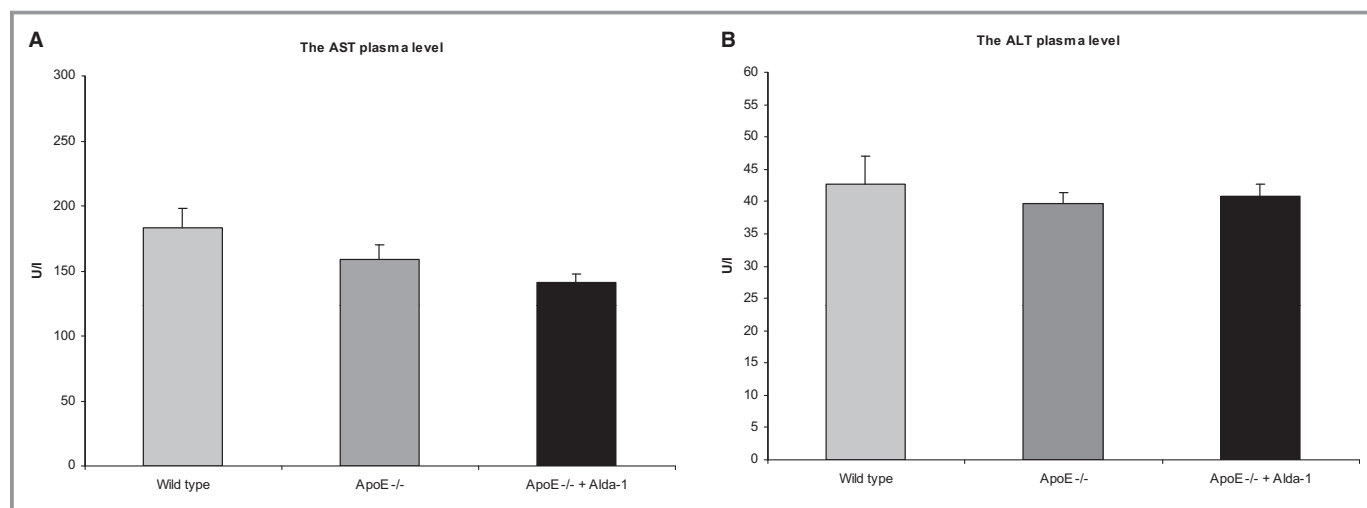 A
The AST plasma level
300
250
200
150
100
50
0
U/l
Wild type
ApoE-/-
ApoE-/- + Alda-1
B
The ALT plasma level
60
55
50
45
40
35
30
25
20
15
10
5
0
U/l
Wild type
ApoE-/-
ApoE-/- + Alda-1